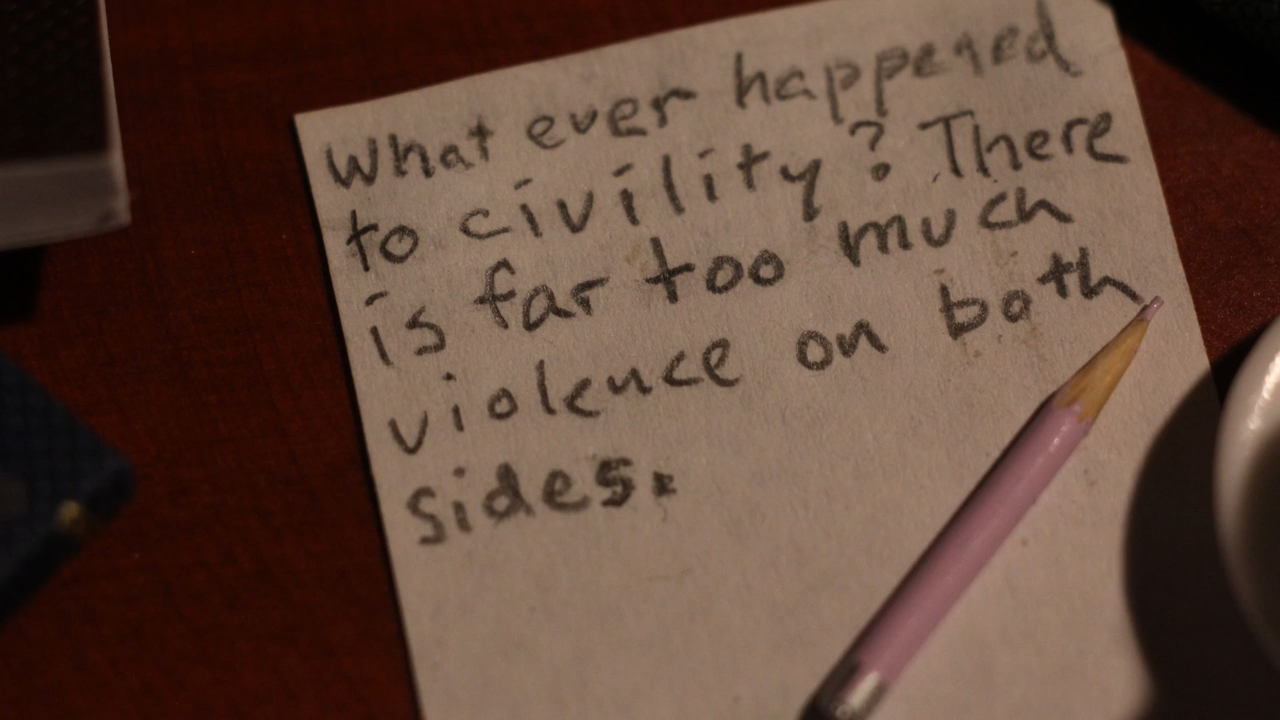 What ever happened
to civility? There
is far too much
violence on both
sides.